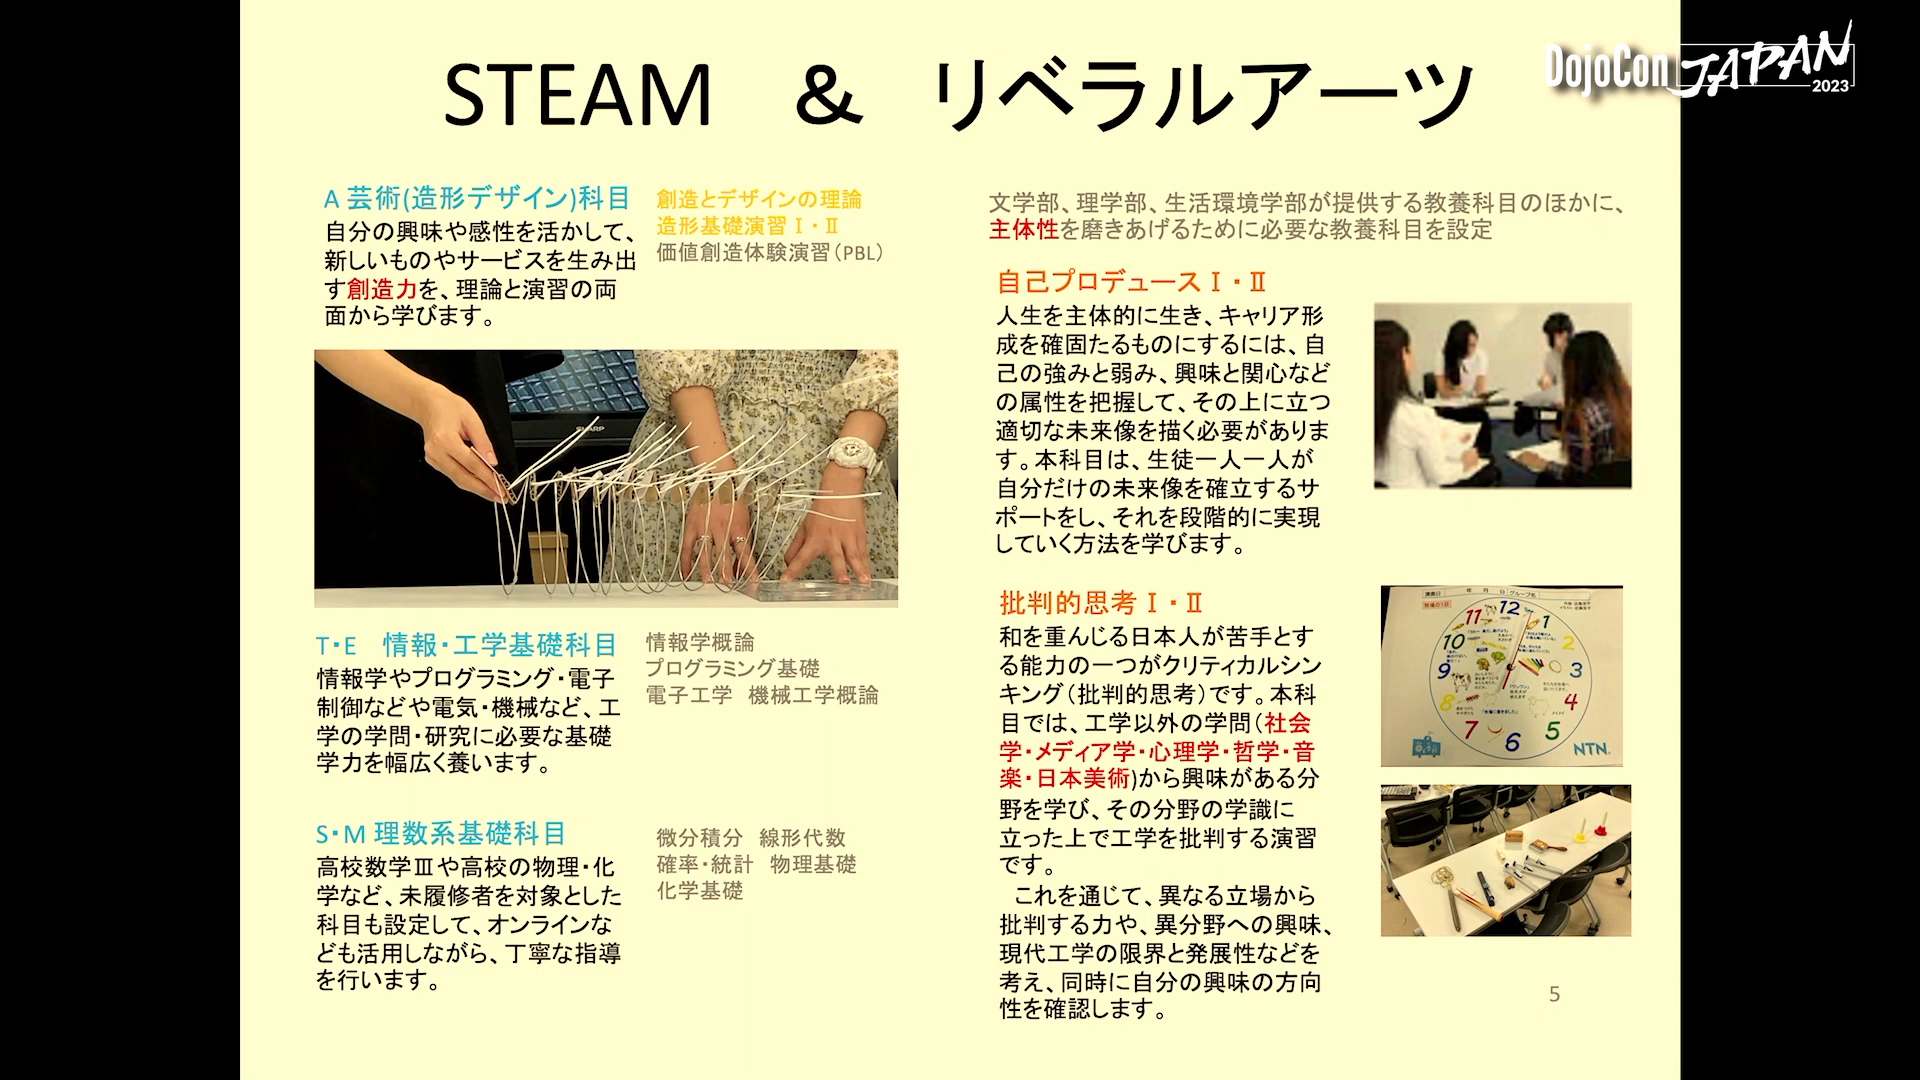 STEAM & リベラルアーツ
DojoCon JAPAN 2023
A 芸術(造形デザイン)科目
自分の興味や感性を活かして、
新しいものやサービスを生み出
す創造力を、理論と演習の両
面から学びます。
創造とデザインの理論
造形基礎演習Ⅰ・Ⅱ
価値創造体験演習(PBL)
SHARP
T・E 情報・工学基礎科目
情報学やプログラミング・電子
制御などや電気・機械など、工
学の学問・研究に必要な基礎
学力を幅広く養います。
情報学概論
プログラミング基礎
電子工学 機械工学概論
S・M 理数系基礎科目
高校数学Ⅲや高校の物理・化
学など、未履修者を対象とした
科目も設定して、オンラインな
ども活用しながら、丁寧な指導
を行います。
微分積分 線形代数
確率・統計 物理基礎
化学基礎
文学部、理学部、生活環境学部が提供する教養科目のほかに、
主体性を磨きあげるために必要な教養科目を設定
自己プロデュースⅠ・Ⅱ
人生を主体的に生き、キャリア形
成を確固たるものにするには、自
己の強みと弱み、興味と関心など
の属性を把握して、その上に立つ
適切な未来像を描く必要がありま
す。本科目は、生徒一人一人が
自分だけの未来像を確立するサ
ポートをし、それを段階的に実現
していく方法を学びます。
批判的思考Ⅰ・Ⅱ
和を重んじる日本人が苦手とす
る能力の一つがクリティカルシン
キング(批判的思考)です。本科
目では、工学以外の学問(社会
学・メディア学・心理学・哲学・音
楽・日本美術)から興味がある分
野を学び、その分野の学識に
立った上で工学を批判する演習
です。
これを通じて、異なる立場から
批判する力や、異分野への興味、
現代工学の限界と発展性などを
考え、同時に自分の興味の方向
性を確認します。
年 月 日 グループ名
12
1
2
3
4
5
6
7
8
9
10
11
NTN
5